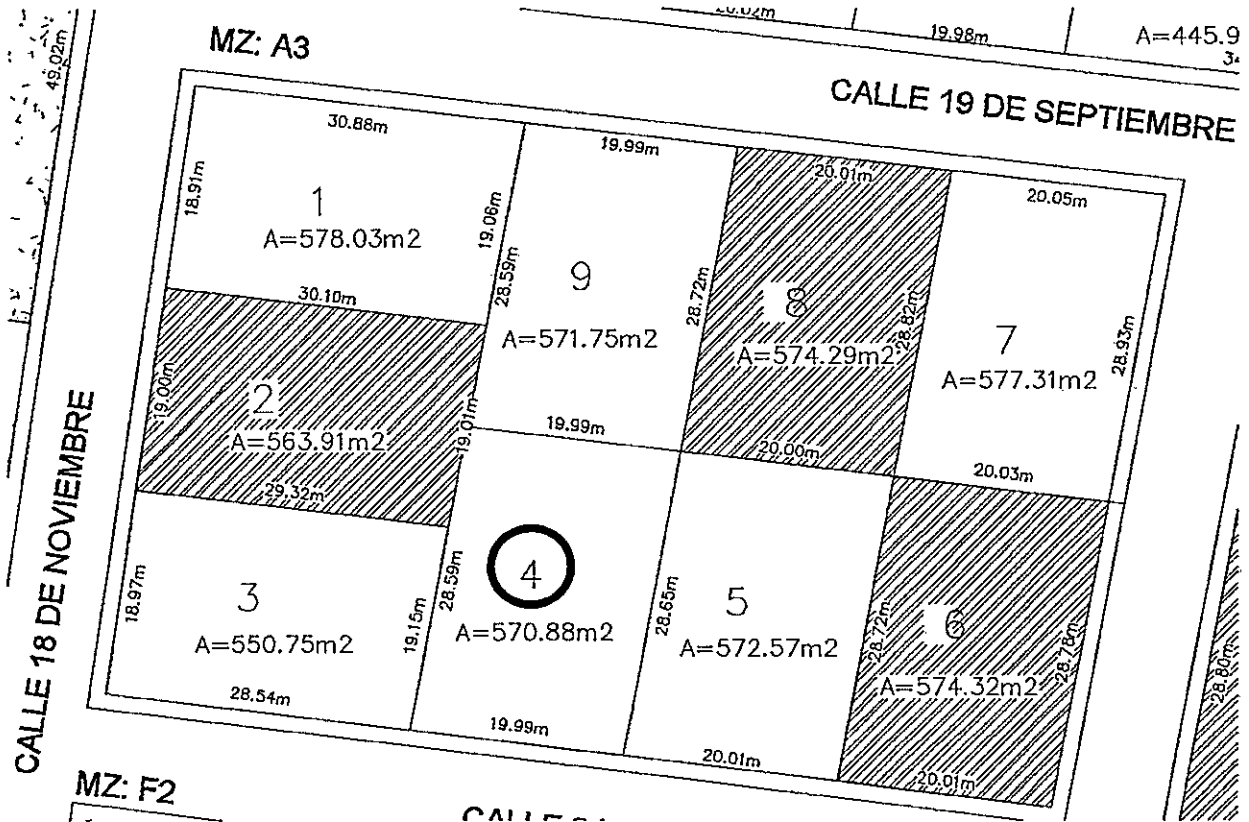 49.02m
20.02m
19.98m
A=445.9
MZ: A3
CALLE 19 DE SEPTIEMBRE
30.88m
19.99m
20.01m
20.05m
18.91m
1
A=578.03m2
19.06m
28.59m
30.10m
9
A=571.75m2
28.72m
8
A=574.29m2
28.82m
7
A=577.31m2
28.93m
19.00m
2
A=563.91m2
19.01m
29.32m
19.99m
20.00m
20.03m
CALLE 18 DE NOVIEMBRE
18.97m
3
A=550.75m2
19.15m
28.59m
28.54m
4
A=570.88m2
28.65m
19.99m
5
A=572.57m2
28.72m
20.01m
6
A=574.32m2
28.78m
20.01m
28.80m
MZ: F2
CALLE